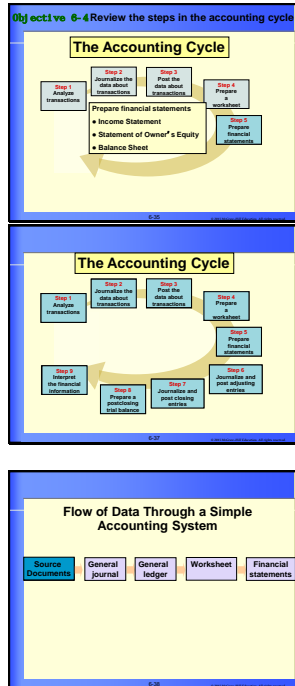 Objective 6-4 Review the steps in the accounting cycle
The Accounting Cycle
Step 1
Analyze
transactions
Step 2
Journalize the
data about
transactions
Step 3
Post the
data about
transactions
Step 4
Prepare
a
worksheet
Step 5
Prepare
financial
statements
Prepare financial statements
● Income Statement
● Statement of Owner's Equity
● Balance Sheet
6-35
The Accounting Cycle
Step 1
Analyze
transactions
Step 2
Journalize the
data about
transactions
Step 3
Post the
data about
transactions
Step 4
Prepare
a
worksheet
Step 5
Prepare
financial
statements
Step 6
Journalize and
post adjusting
entries
Step 7
Journalize and
post closing
entries
Step 8
Prepare a
postclosing
trial balance
Step 9
Interpret
the financial
information
6-37
Flow of Data Through a Simple
Accounting System
Source
Documents
General
journal
General
ledger
Worksheet
Financial
statements
6-38